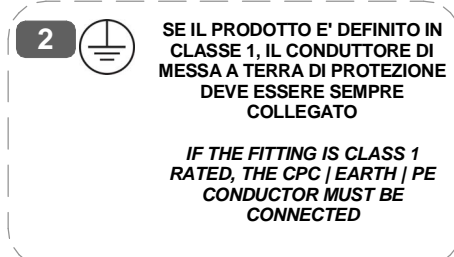 2
SE IL PRODOTTO E' DEFINITO IN
CLASSE 1, IL CONDUTTORE DI
MESSA A TERRA DI PROTEZIONE
DEVE ESSERE SEMPRE
COLLEGATO
IF THE FITTING IS CLASS 1
RATED, THE CPC | EARTH | PE
CONDUCTOR MUST BE
CONNECTED